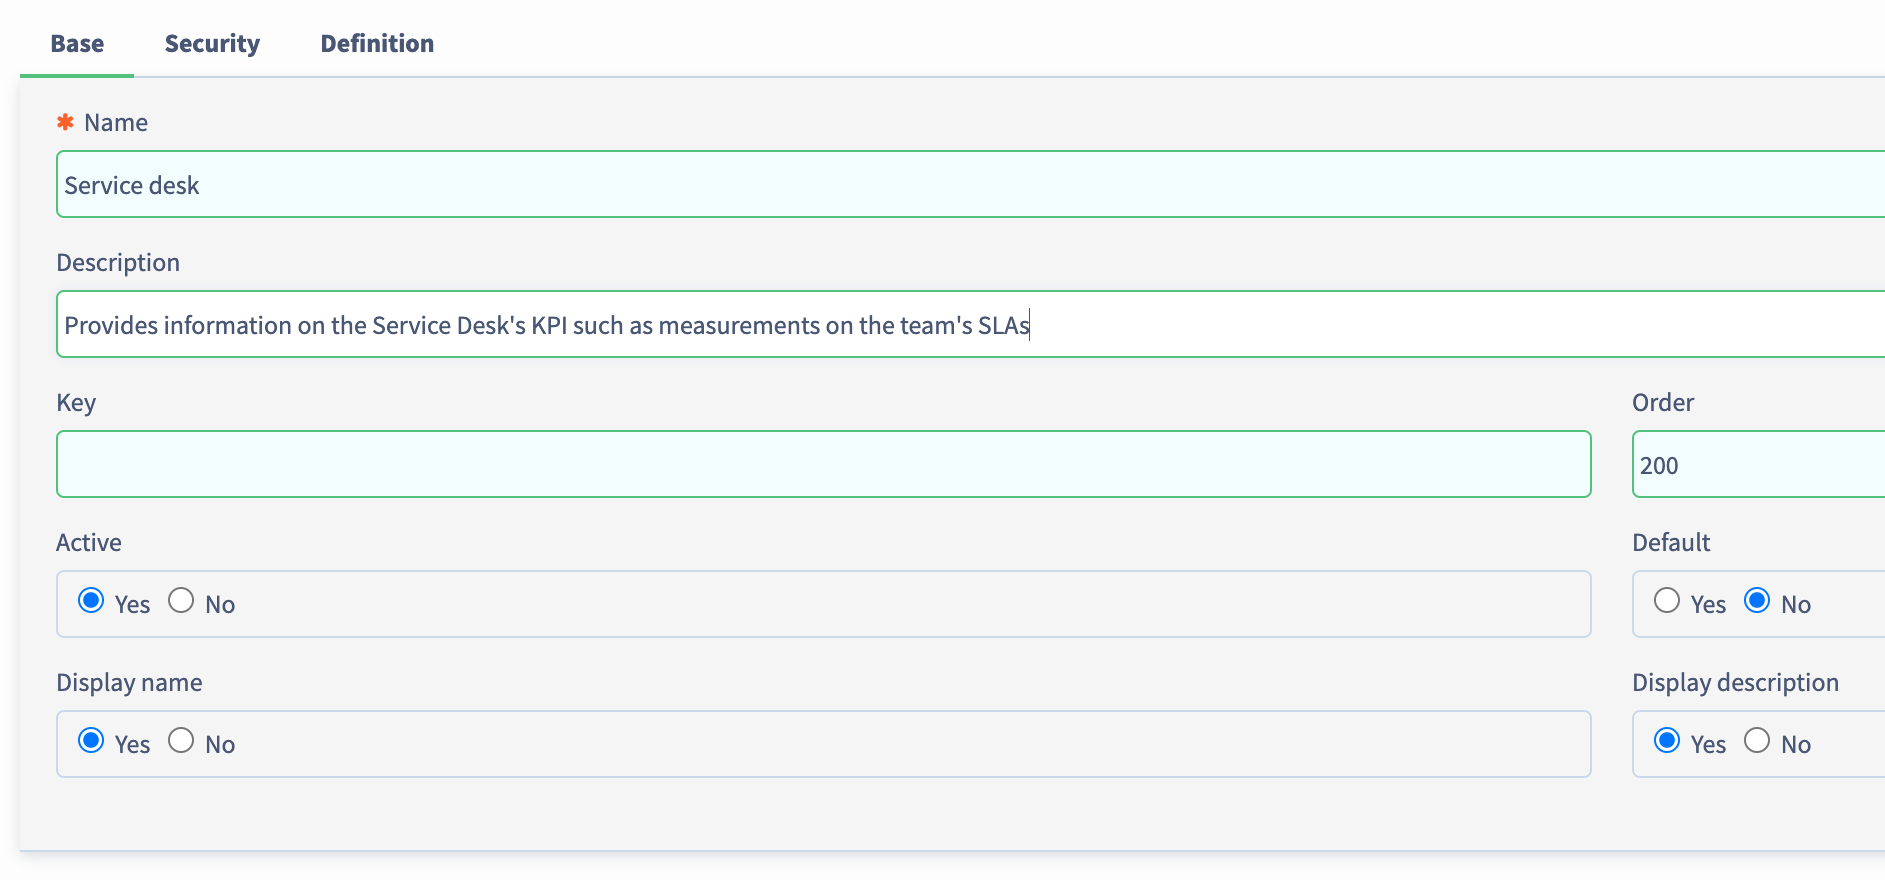 Base Security Definition
✱ Name
Service desk
Description
Provides information on the Service Desk's KPI such as measurements on the team's SLAs
Key Order
200
Active Default
Yes No Yes No
Display name Display description
Yes No Yes No